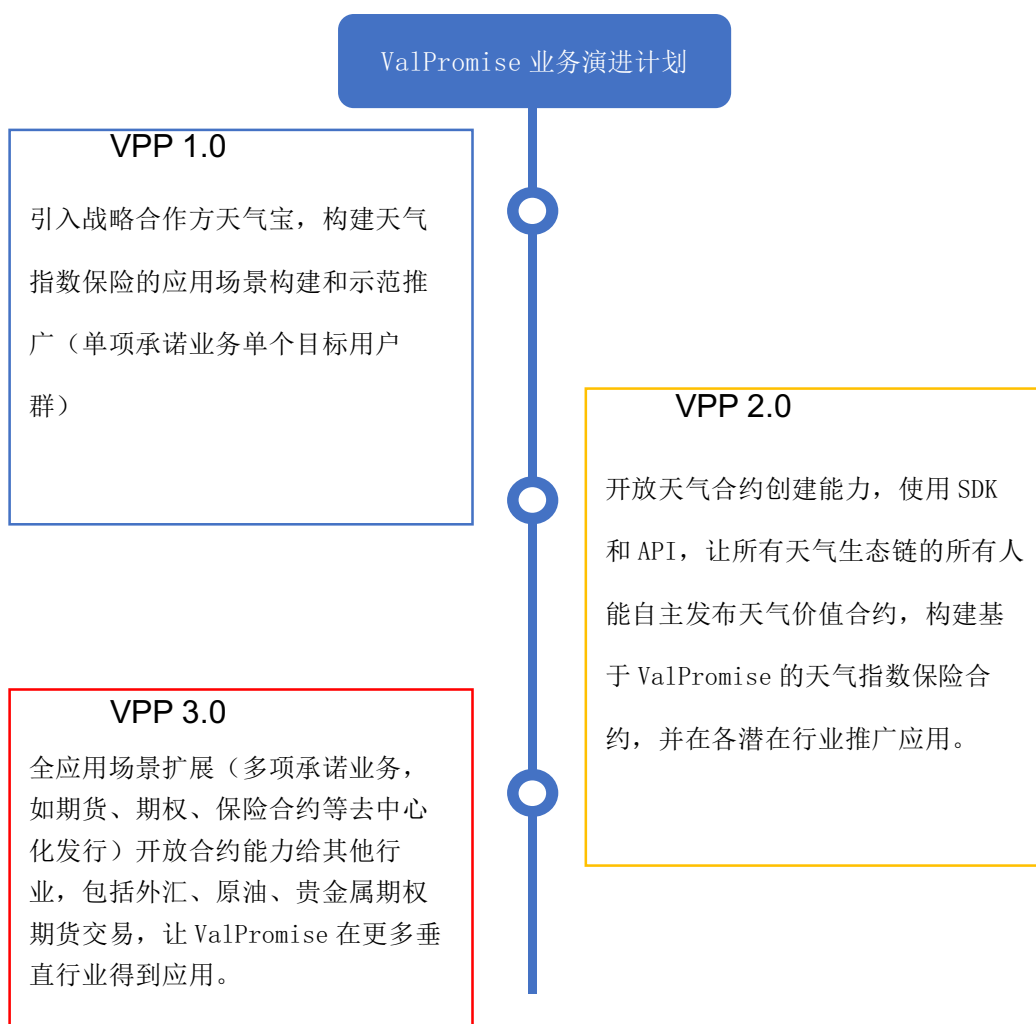 ValPromise 业务演进计划
VPP 1.0
引入战略合作方天气宝，构建天气
指数保险的应用场景构建和示范推
广（单项承诺业务单个目标用户
群）
VPP 2.0
开放天气合约创建能力，使用 SDK
和 API，让所有天气生态链的所有人
能自主发布天气价值合约，构建基
于 ValPromise 的天气指数保险合
约，并在各潜在行业推广应用。
VPP 3.0
全应用场景扩展（多项承诺业务，
如期货、期权、保险合约等去中心
化发行）开放合约能力给其他行
业，包括外汇、原油、贵金属期权
期货交易，让 ValPromise 在更多垂
直行业得到应用。